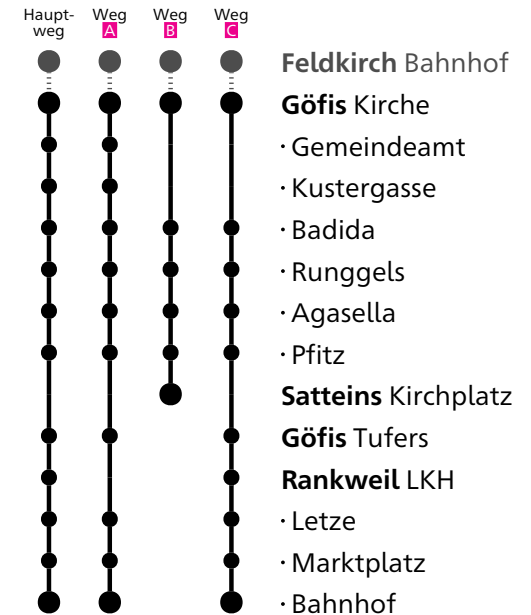 Haupt-
weg
Weg
A
Weg
B
Weg
C
Feldkirch Bahnhof
Göfis Kirche
· Gemeindeamt
· Kustergasse
· Badida
· Runggels
· Agasella
· Pfitz
Satteins Kirchplatz
Göfis Tufers
Rankweil LKH
· Letze
· Marktplatz
· Bahnhof